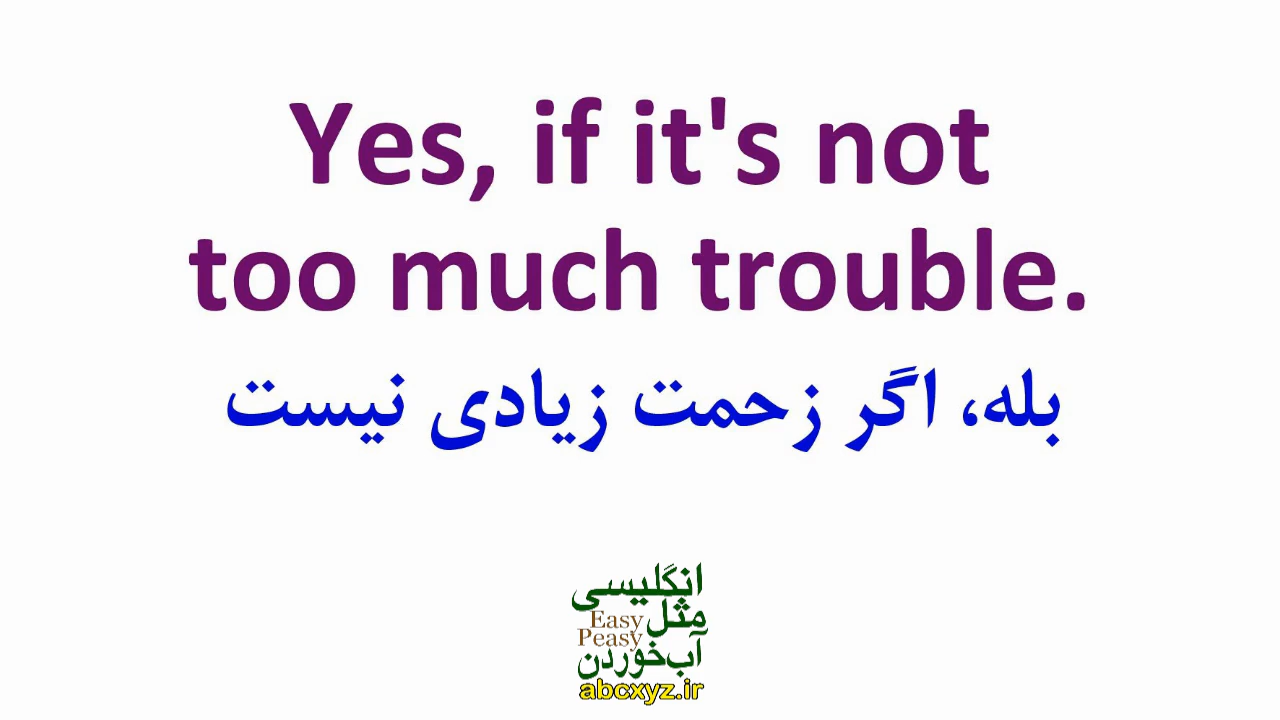 Yes, if it's not
too much trouble.
بله، اگر زحمت زیادی نیست
انگلیسی
مثل
Easy
Peasy
آب‌خوردن
abcxyz.ir